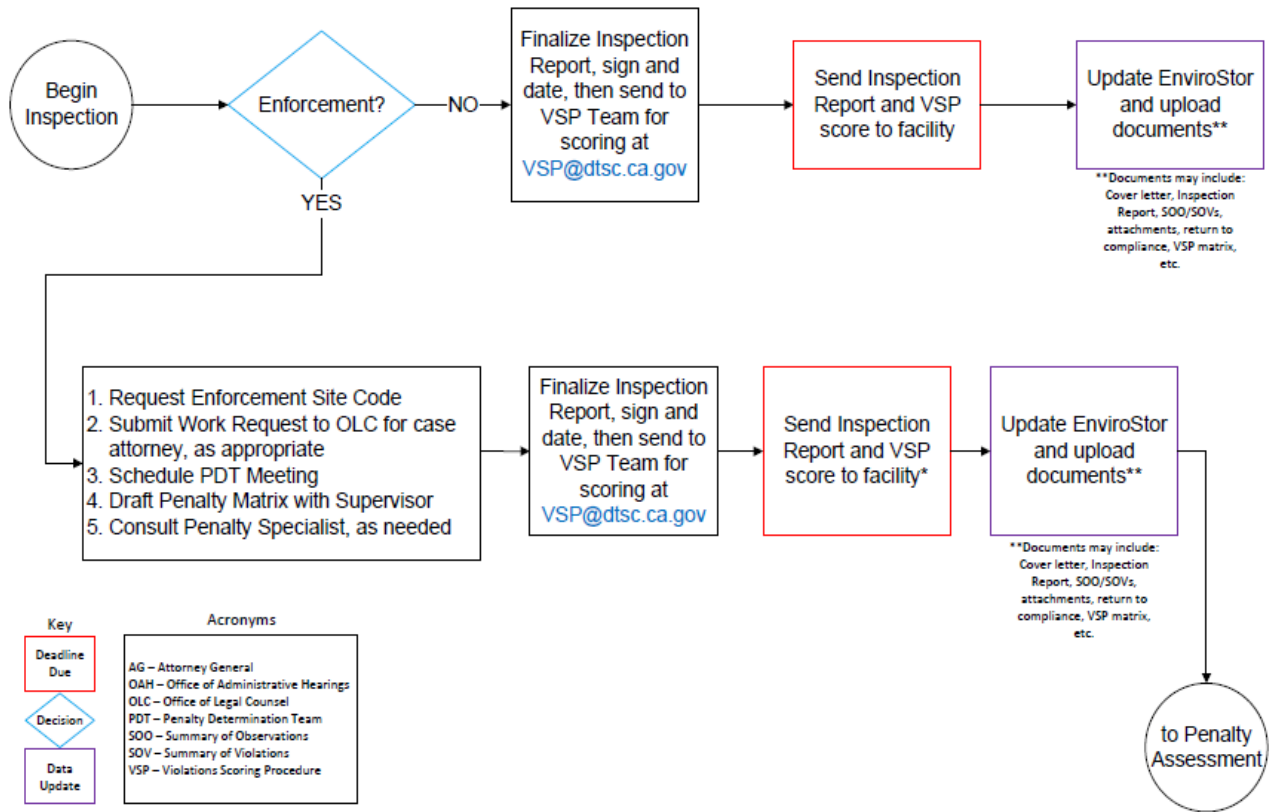 Begin
Inspection
Enforcement?
NO
YES
Finalize Inspection
Report, sign and
date, then send to
VSP Team for
scoring at
VSP@dtsc.ca.gov
Send Inspection
Report and VSP
score to facility
Update EnviroStor
and upload
documents**
**Documents may include:
Cover letter, Inspection
Report, SOO/SOVs,
attachments, return to
compliance, VSP matrix,
etc.
1. Request Enforcement Site Code
2. Submit Work Request to OLC for case
attorney, as appropriate
3. Schedule PDT Meeting
4. Draft Penalty Matrix with Supervisor
5. Consult Penalty Specialist, as needed
Finalize Inspection
Report, sign and
date, then send to
VSP Team for
scoring at
VSP@dtsc.ca.gov
Send Inspection
Report and VSP
score to facility*
Update EnviroStor
and upload
documents**
**Documents may include:
Cover letter, Inspection
Report, SOO/SOVs,
attachments, return to
compliance, VSP matrix,
etc.
to Penalty
Assessment
Key
Deadline
Due
Decision
Data
Update
Acronyms
AG – Attorney General
OAH – Office of Administrative Hearings
OLC – Office of Legal Counsel
PDT – Penalty Determination Team
SOO – Summary of Observations
SOV – Summary of Violations
VSP – Violations Scoring Procedure